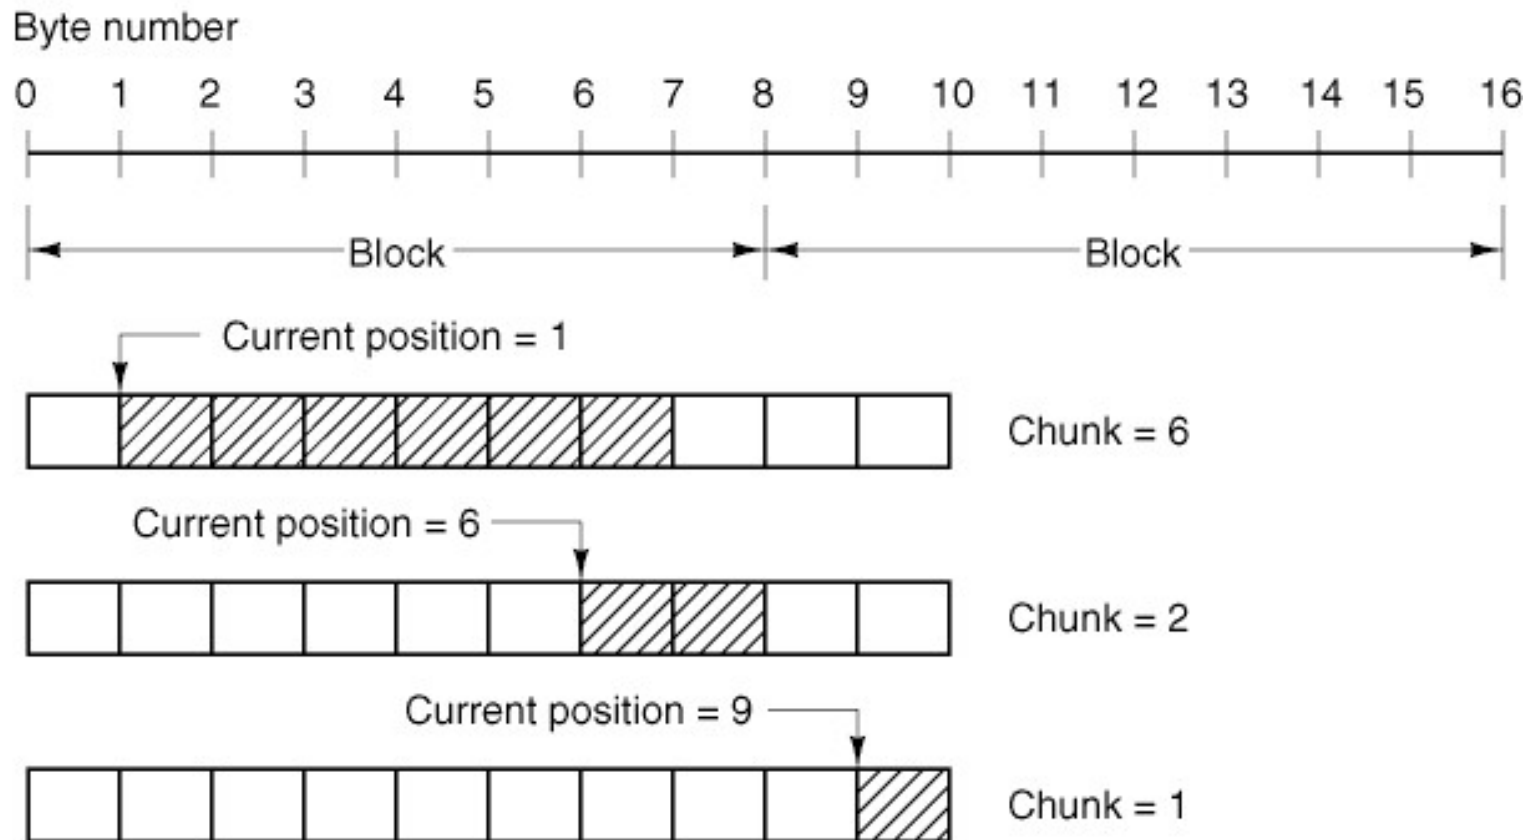 Byte number
0 1 2 3 4 5 6 7 8 9 10 11 12 13 14 15 16
Block Block
Current position = 1
Chunk = 6
Current position = 6
Chunk = 2
Current position = 9
Chunk = 1